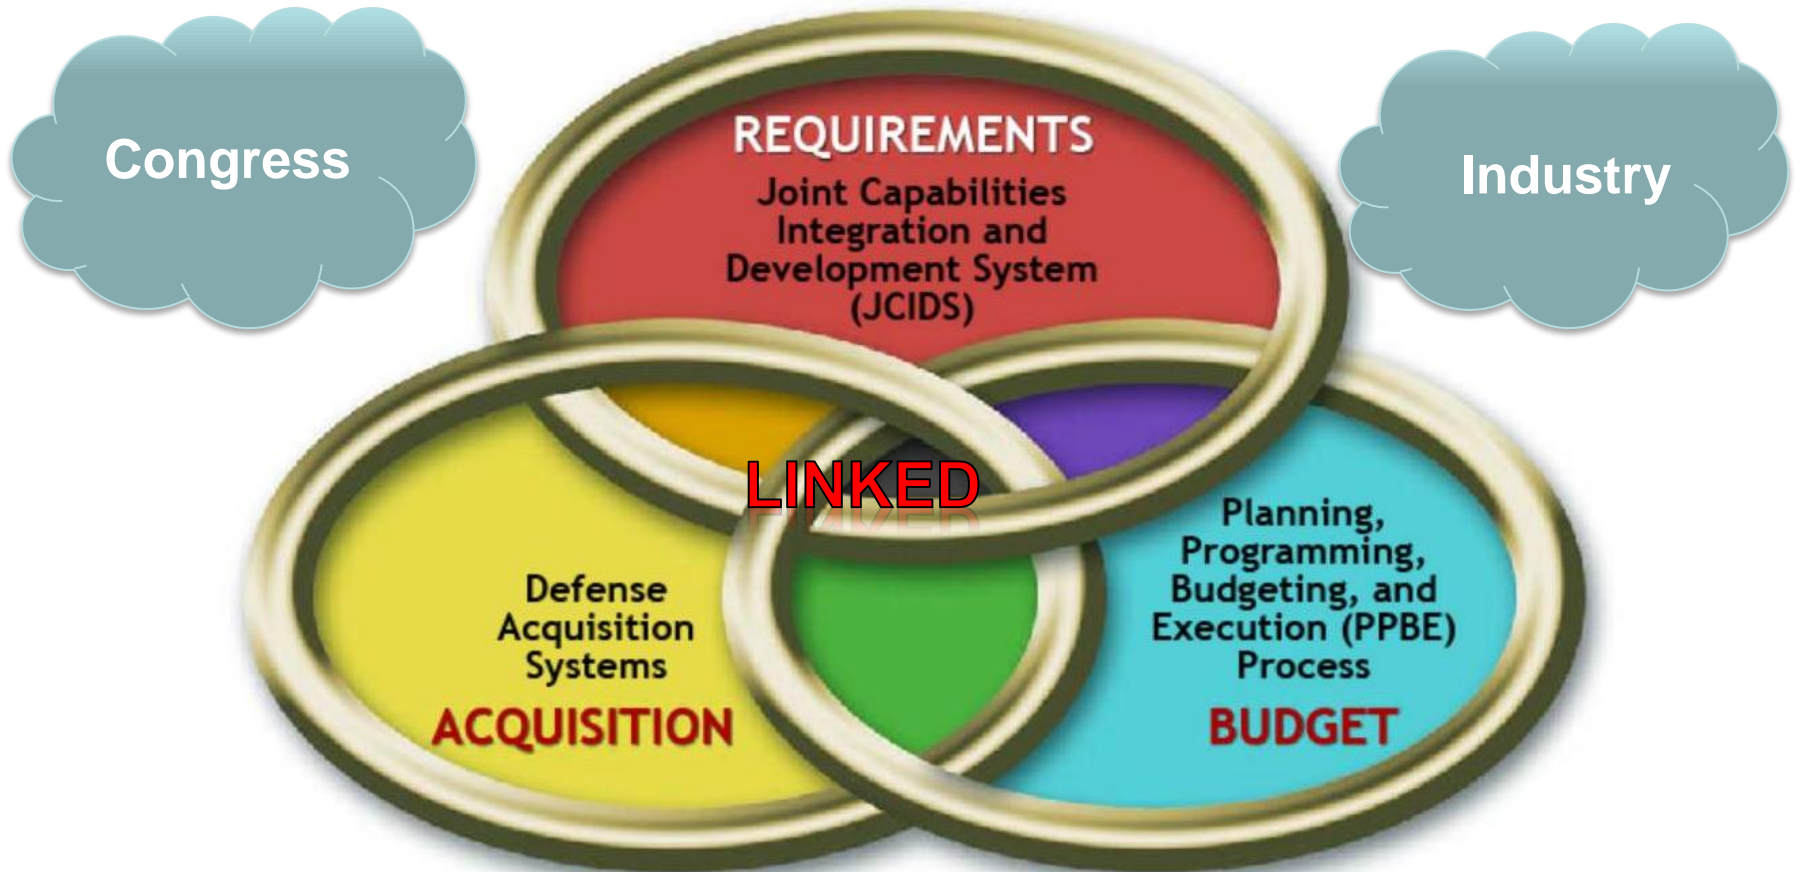 Congress
Industry
REQUIREMENTS
Joint Capabilities
Integration and
Development System
(JCIDS)
LINKED
Defense
Acquisition
Systems
ACQUISITION
Planning,
Programming,
Budgeting, and
Execution (PPBE)
Process
BUDGET